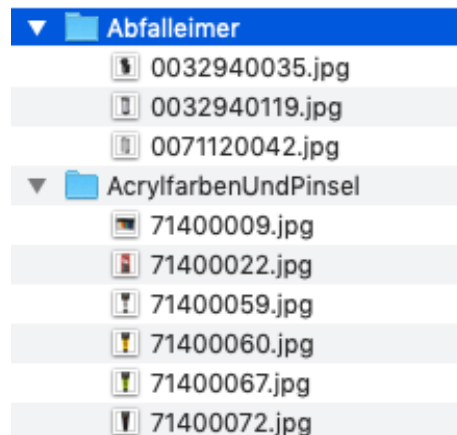 Abfalleimer
0032940035.jpg
0032940119.jpg
0071120042.jpg
AcrylfarbenUndPinsel
71400009.jpg
71400022.jpg
71400059.jpg
71400060.jpg
71400067.jpg
71400072.jpg